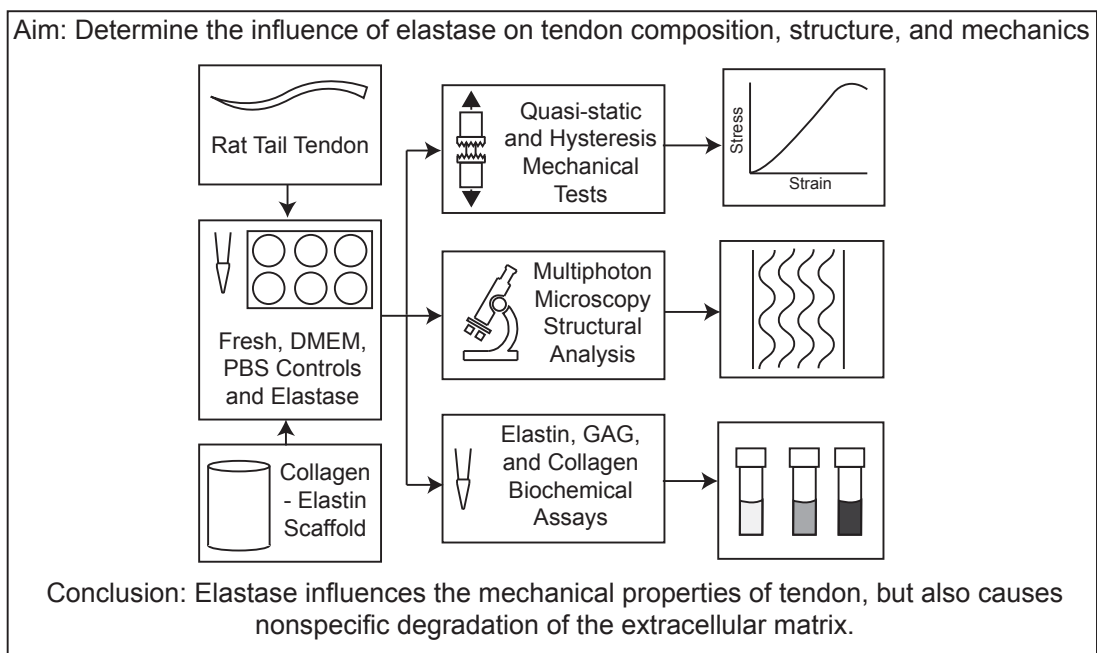 Aim: Determine the influence of elastase on tendon composition, structure, and mechanics
Rat Tail Tendon
Fresh, DMEM,
PBS Controls
and Elastase
Collagen
- Elastin
Scaffold
Quasi-static
and Hysteresis
Mechanical
Tests
Stress
Strain
Multiphoton
Microscopy
Structural
Analysis
Elastin, GAG,
and Collagen
Biochemical
Assays
Conclusion: Elastase influences the mechanical properties of tendon, but also causes
nonspecific degradation of the extracellular matrix.